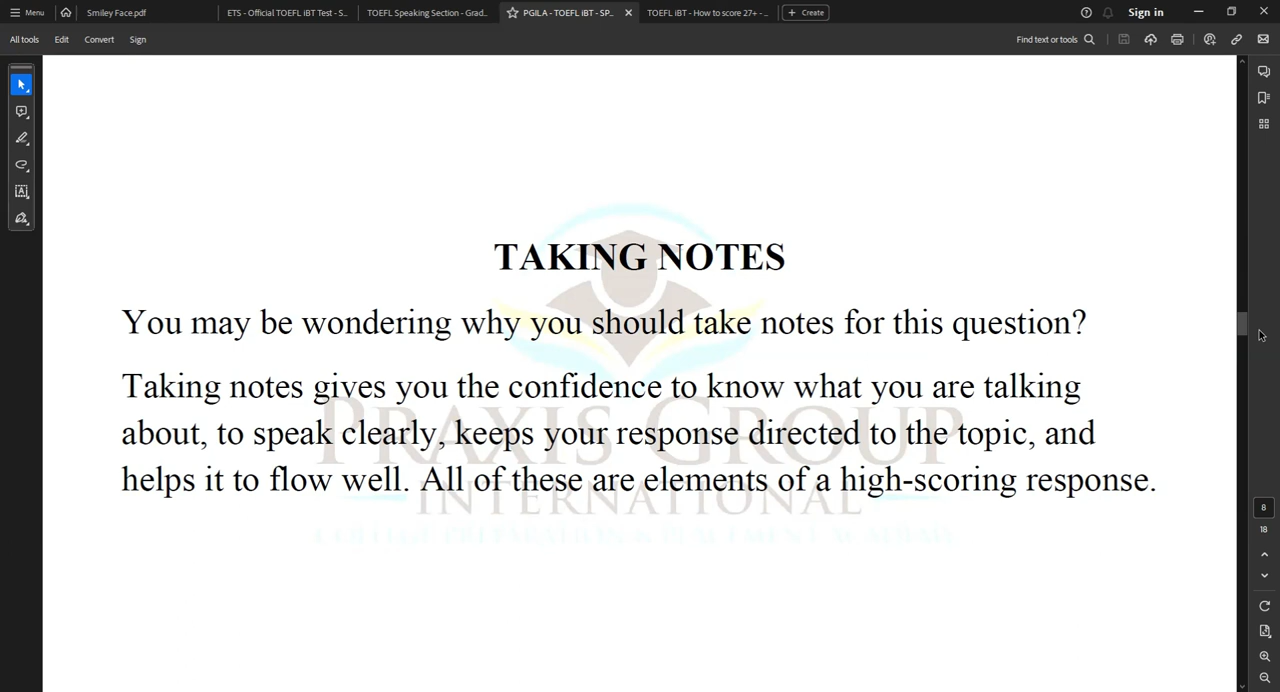 Menu
Smiley Face.pdf
ETS - Official TOEFL iBT Test - S...
TOEFL Speaking Section - Grad...
PGILA - TOEFL iBT - SP...
TOEFL iBT - How to score 27+ - ...
Create
Sign in
All tools
Edit
Convert
Sign
Find text or tools
TAKING NOTES
You may be wondering why you should take notes for this question?
Taking notes gives you the confidence to know what you are talking
about, to speak clearly, keeps your response directed to the topic, and
helps it to flow well. All of these are elements of a high-scoring response.
PRAXIS GROUP
INTERNATIONAL
COLLEGE PREPARATION & PLACEMENT ACADEMY
8
18